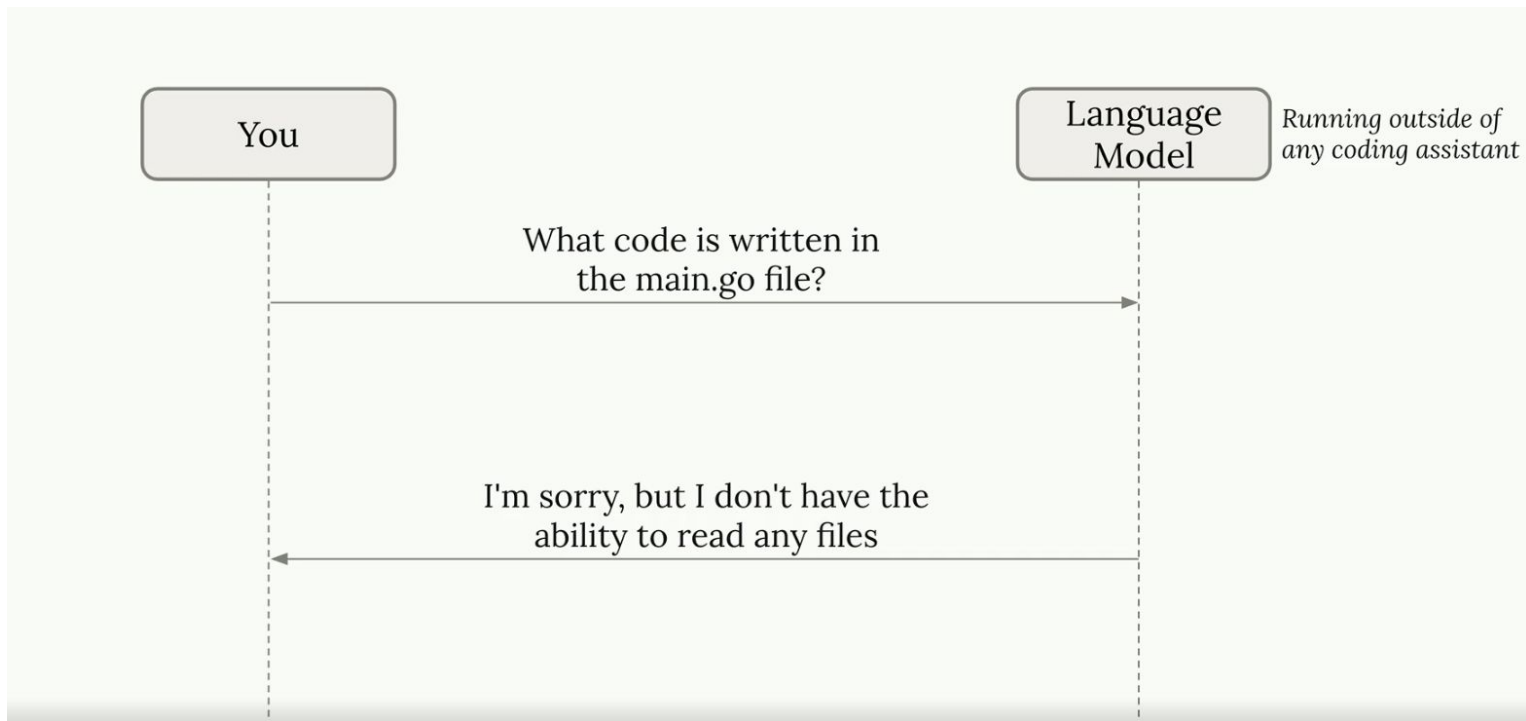 You
Language
Model
Running outside of
any coding assistant
What code is written in
the main.go file?
I'm sorry, but I don't have the
ability to read any files